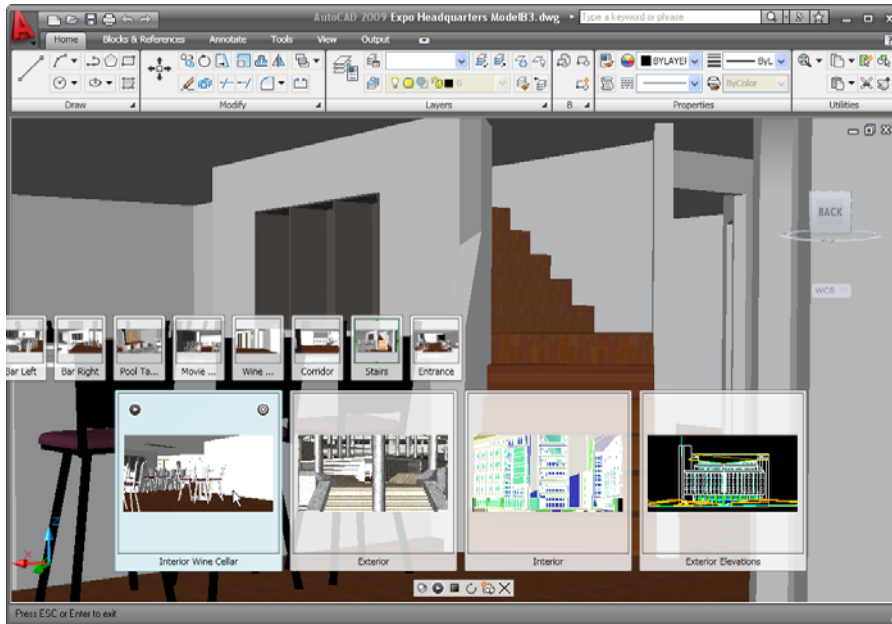 AutoCAD 2009 Expo Headquarters ModelB3.dwg
Type a keyword or phrase
Home Blocks & References Annotate Tools View Output
BYLAYER ByL
0 ByColor
Draw Modify Layers B... Properties Utilities
BACK
WCS
Bar Left Bar Right Pool Ta... Movie ... Wine ... Corridor Stairs Entrance
Interior Wine Cellar Exterior Interior Exterior Elevations
X Z
Press ESC or Enter to exit